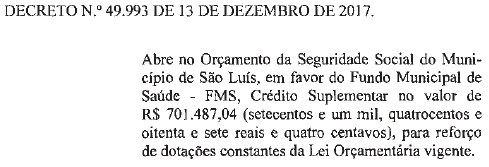 DECRETO N.º 49.993 DE 13 DE DEZEMBRO DE 2017.
Abre no Orçamento da Seguridade Social do Muni-
cípio de São Luís, em favor do Fundo Municipal de
Saúde - FMS, Crédito Suplementar no valor de
R$ 701.487,04 (setecentos e um mil, quatrocentos e
oitenta e sete reais e quatro centavos), para reforço
de dotações constantes da Lei Orçamentária vigente.